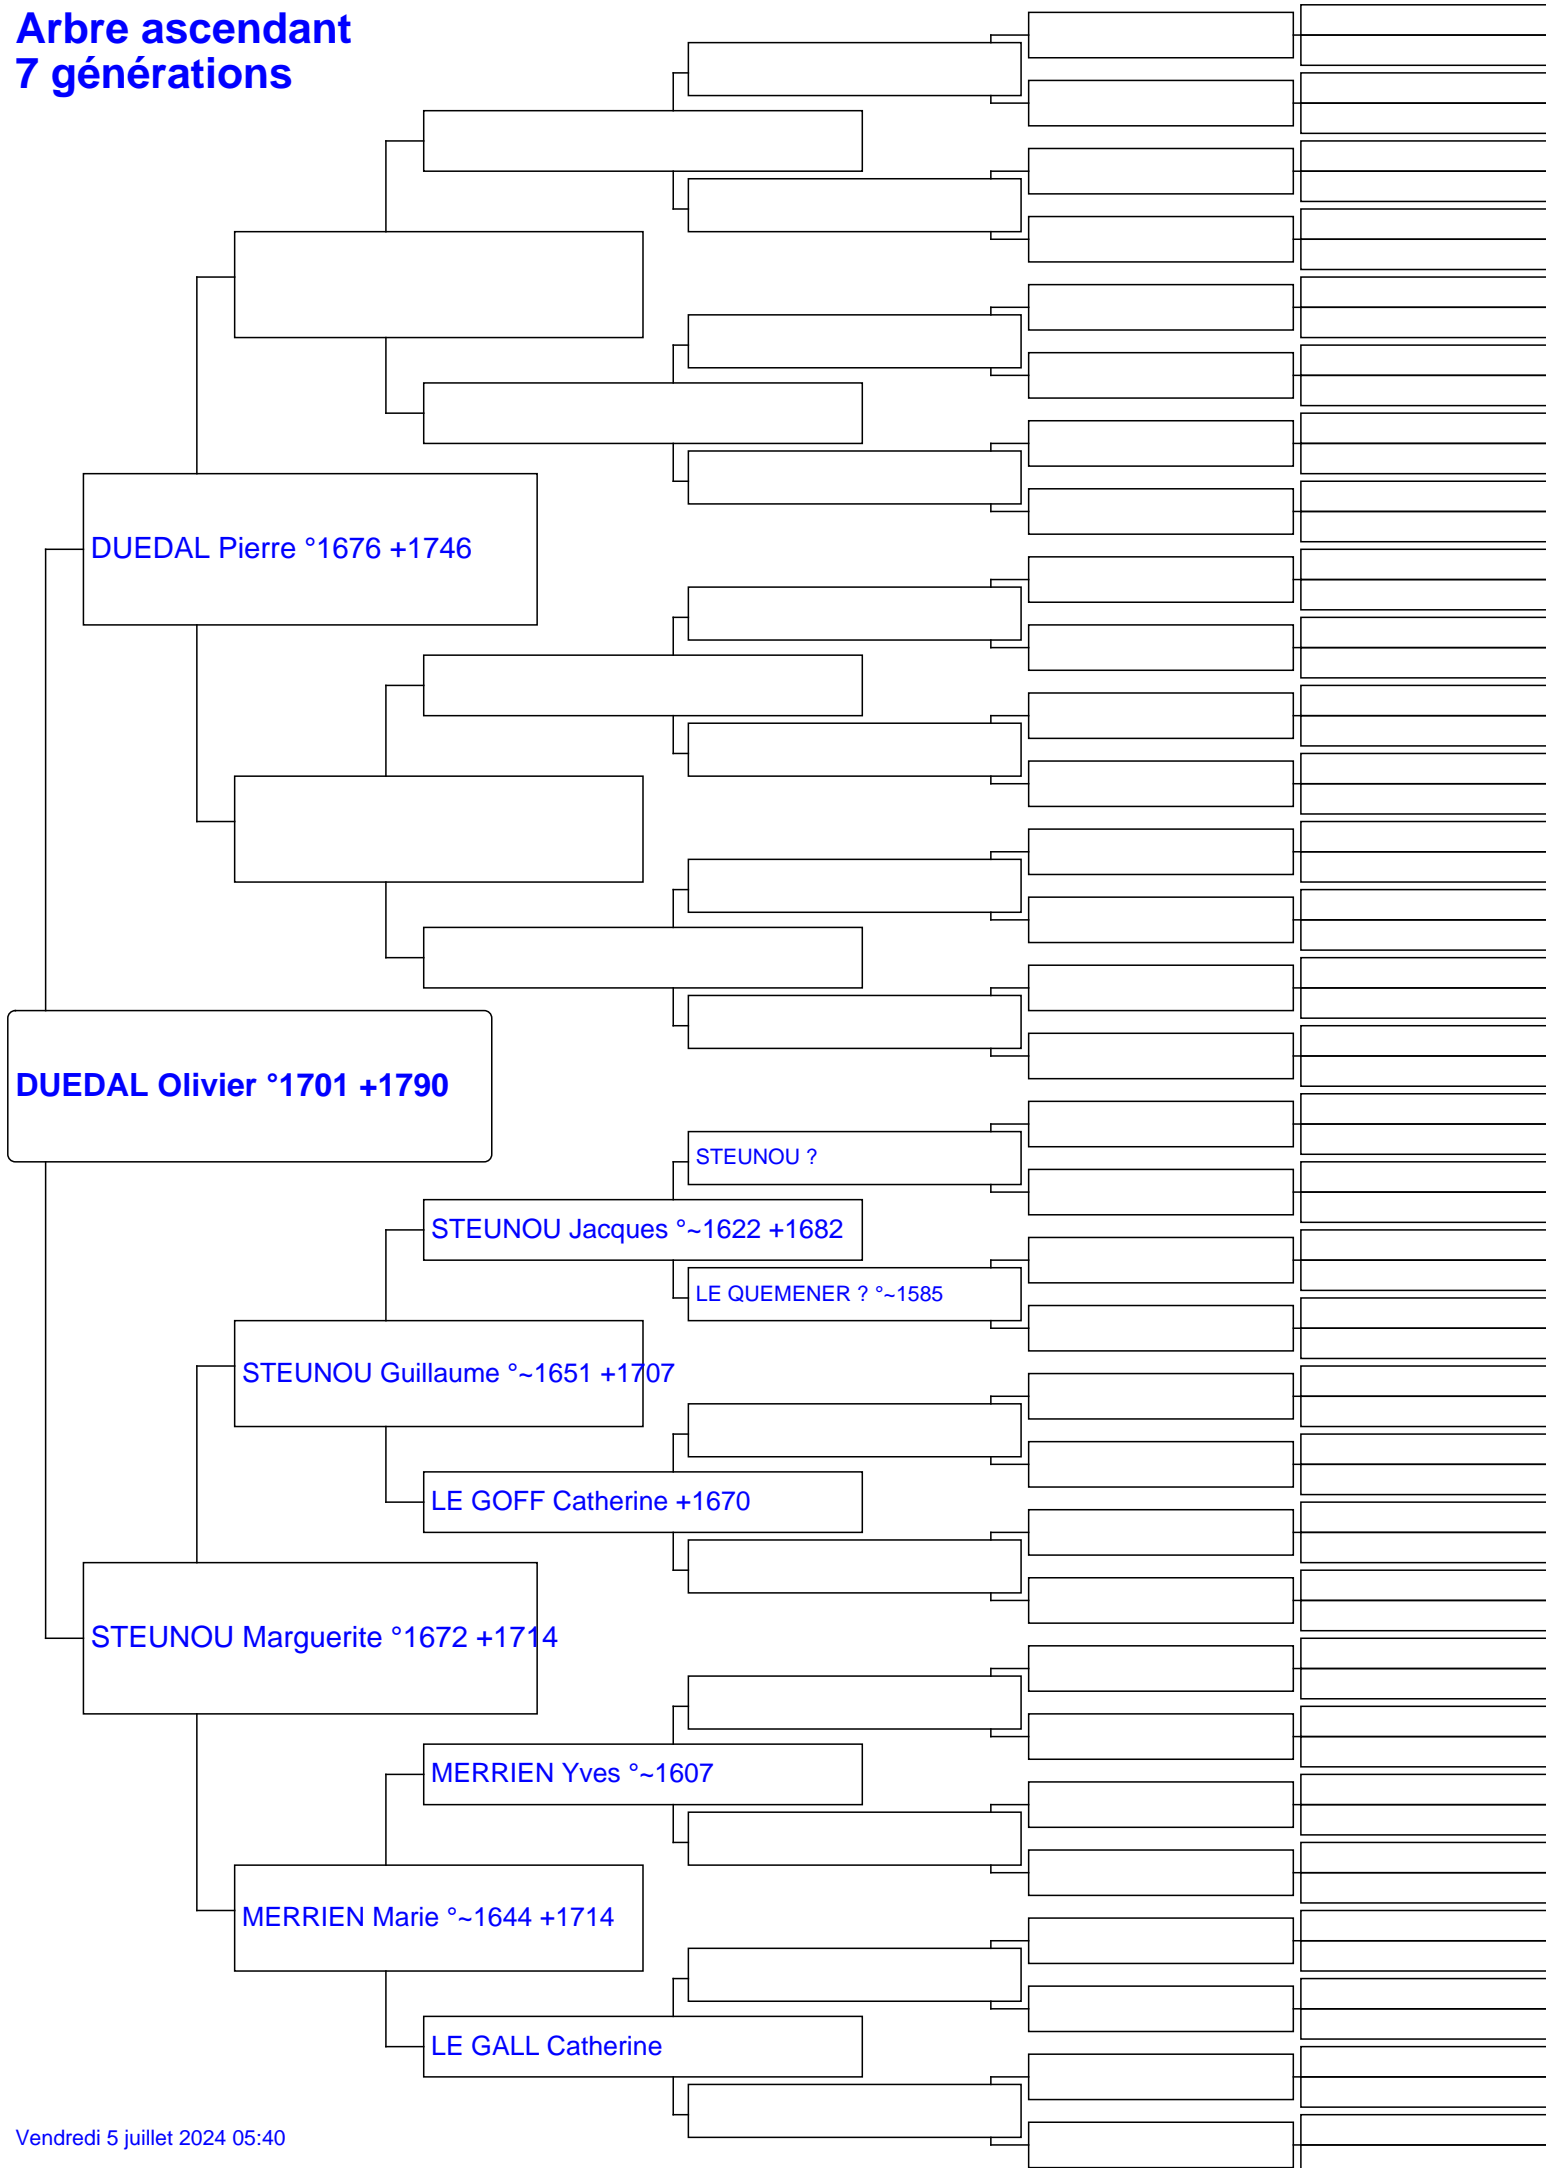 Arbre ascendant
7 générations
DUEDAL Pierre °1676 +1746
DUEDAL Olivier °1701 +1790
STEUNOU ?
STEUNOU Jacques °~1622 +1682
LE QUEMENER ? °~1585
STEUNOU Guillaume °~1651 +1707
LE GOFF Catherine +1670
STEUNOU Marguerite °1672 +1714
MERRIEN Yves °~1607
MERRIEN Marie °~1644 +1714
LE GALL Catherine
Vendredi 5 juillet 2024 05:40